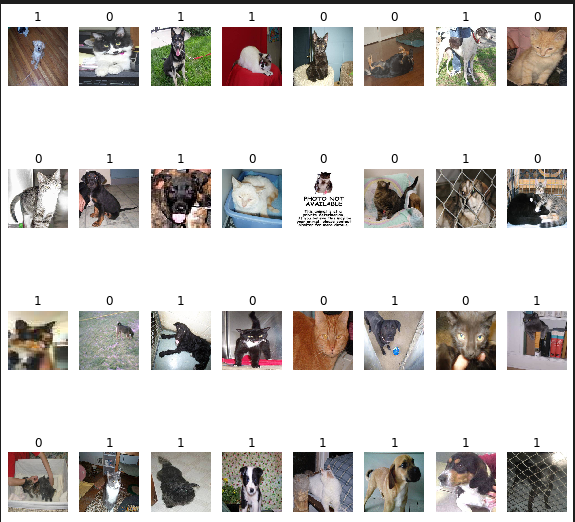 1 0 1 1 0 0 1 0
0 1 1 0 0 0 1 0
PHOTO NOT
AVAILABLE
1 0 1 0 0 1 0 1
0 1 1 1 1 1 1 1